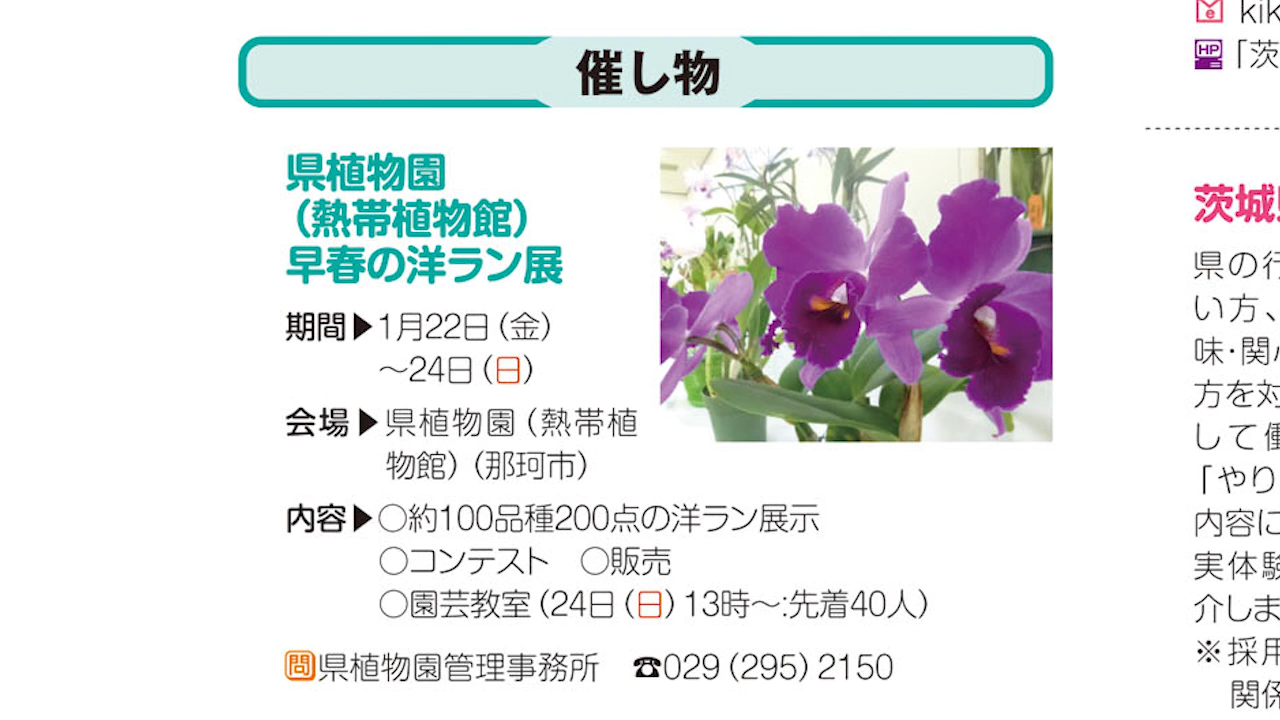 催し物
県植物園
（熱帯植物館）
早春の洋ラン展
期間▶1月22日（金）
～24日（日）
会場▶県植物園（熱帯植
物館）（那珂市）
内容▶○約100品種200点の洋ラン展示
○コンテスト　○販売
○園芸教室（24日（日）13時～:先着40人）
問県植物園管理事務所　☎029（295）2150
kik
HP「茨
茨城
県の行
い方、
味・関
方を対
して働
「やり
内容に
実体験
介しま
※採用
関係